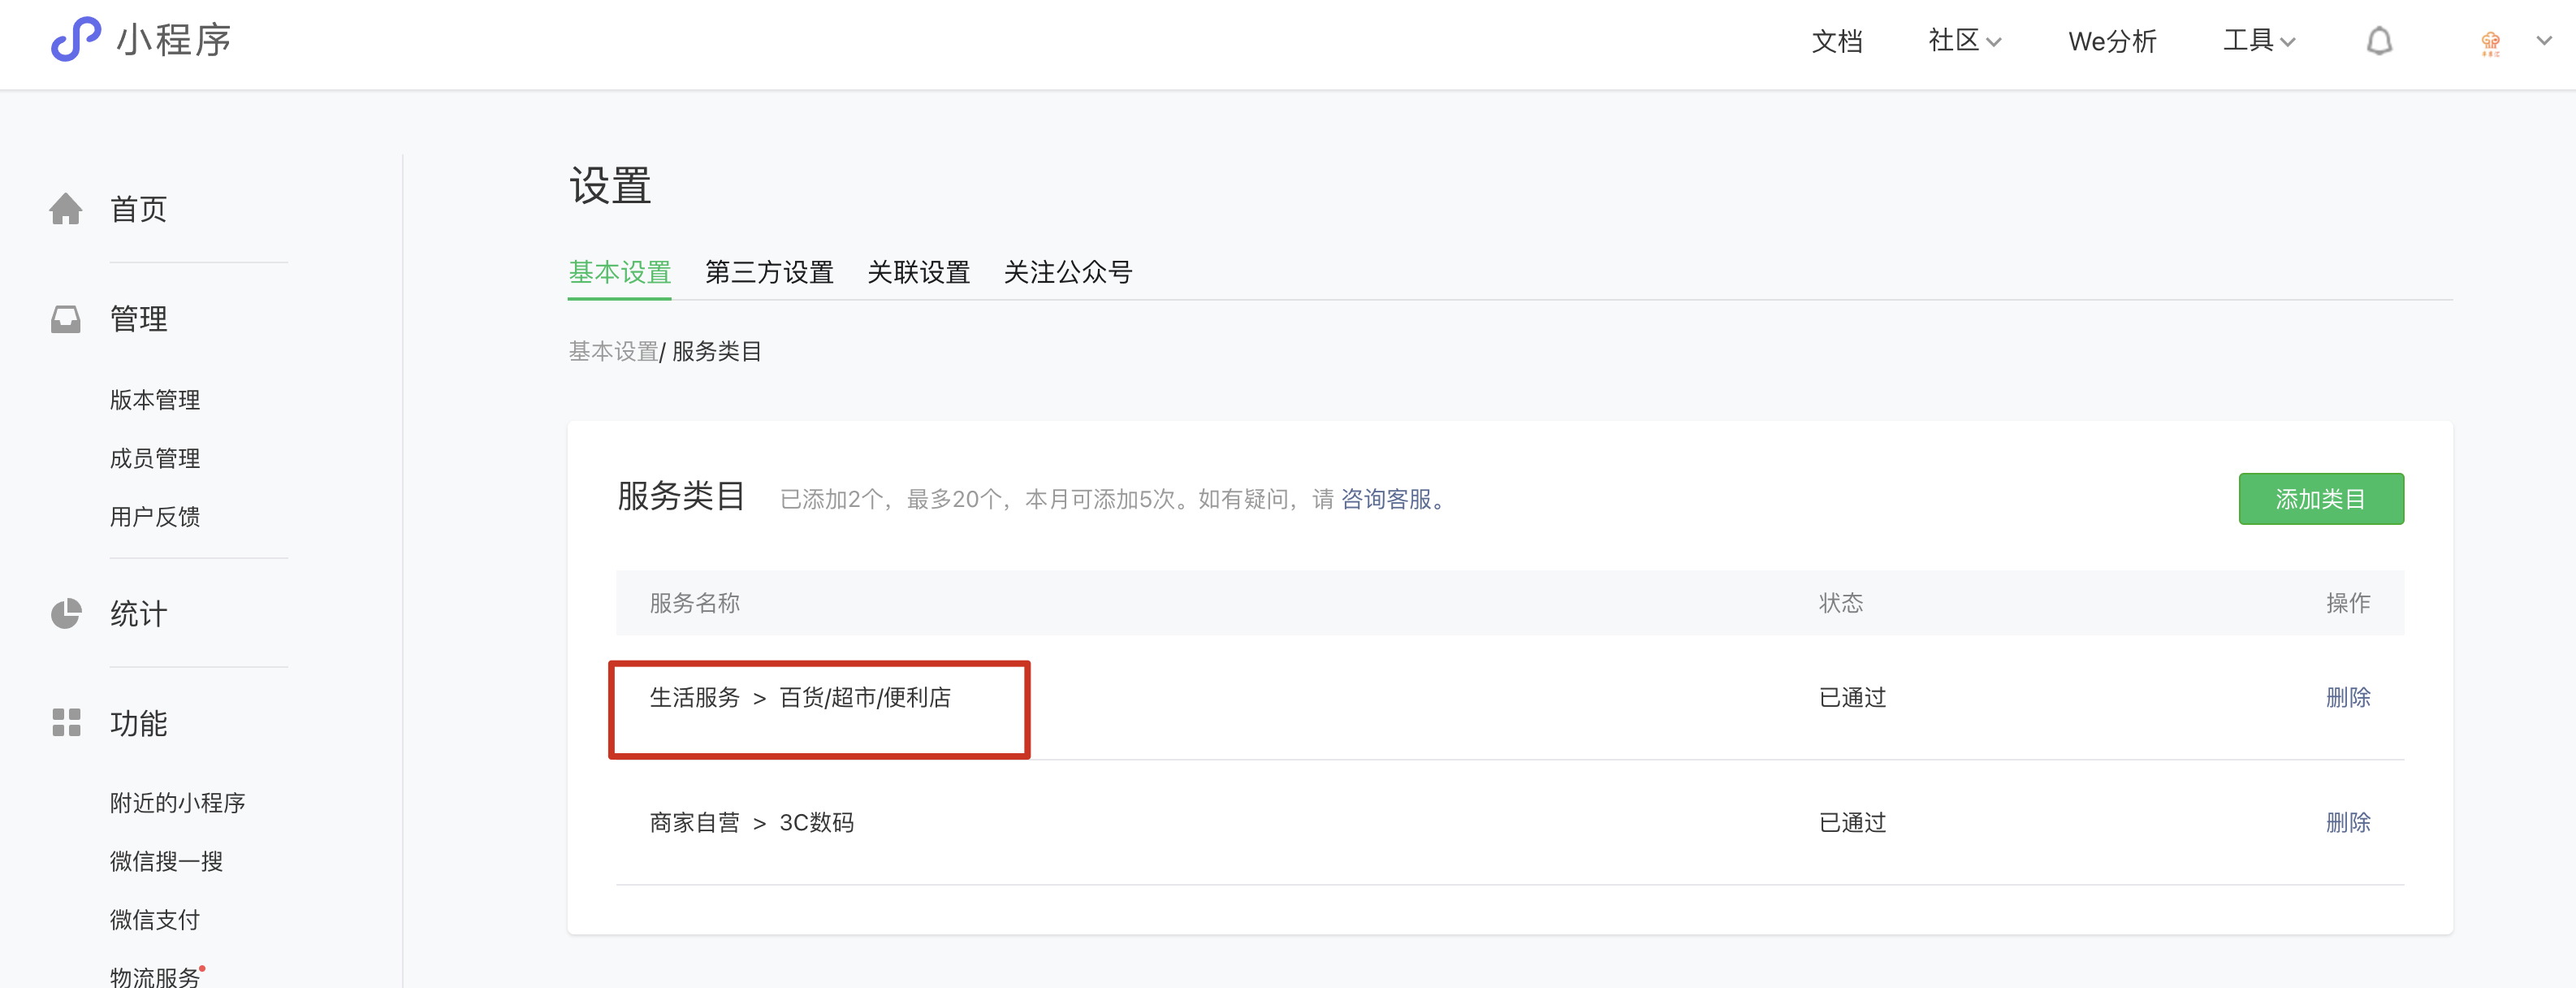 小程序
文档 社区 We分析 工具
首页
管理
版本管理
成员管理
用户反馈
统计
功能
附近的小程序
微信搜一搜
微信支付
物流服务
设置
基本设置 第三方设置 关联设置 关注公众号
基本设置/ 服务类目
服务类目 已添加2个，最多20个，本月可添加5次。如有疑问，请 咨询客服。 添加类目
服务名称 状态 操作
生活服务 > 百货/超市/便利店 已通过 删除
商家自营 > 3C数码 已通过 删除